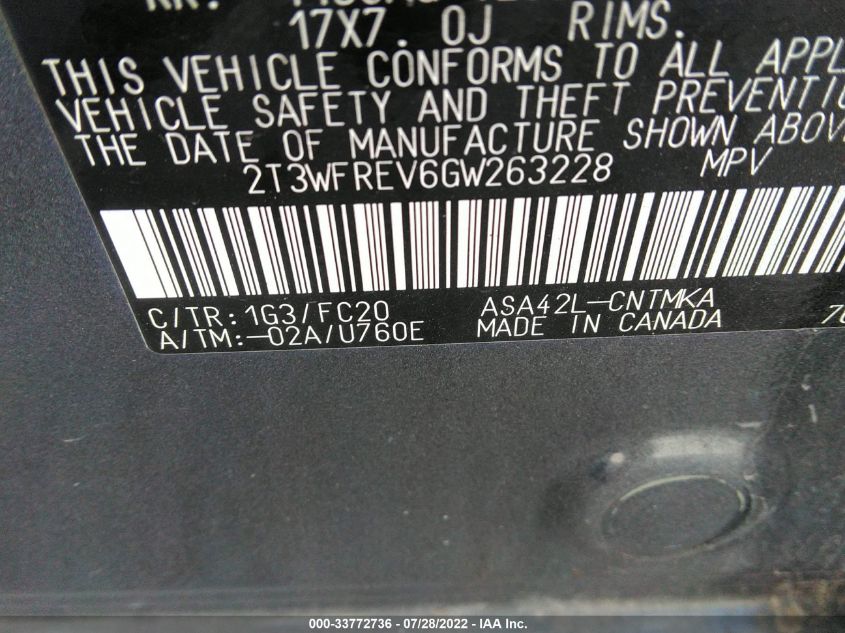 17X7.0J RIMS.
THIS VEHICLE CONFORMS TO ALL APPL
VEHICLE SAFETY AND THEFT PREVENTIO
THE DATE OF MANUFACTURE SHOWN ABOV
2T3WFREV6GW263228 MPV
C/TR:1G3/FC20 ASA42L-CNTMKA
A/TM:-02A/U760E MADE IN CANADA
000-33772736 - 07/28/2022 - IAA Inc.